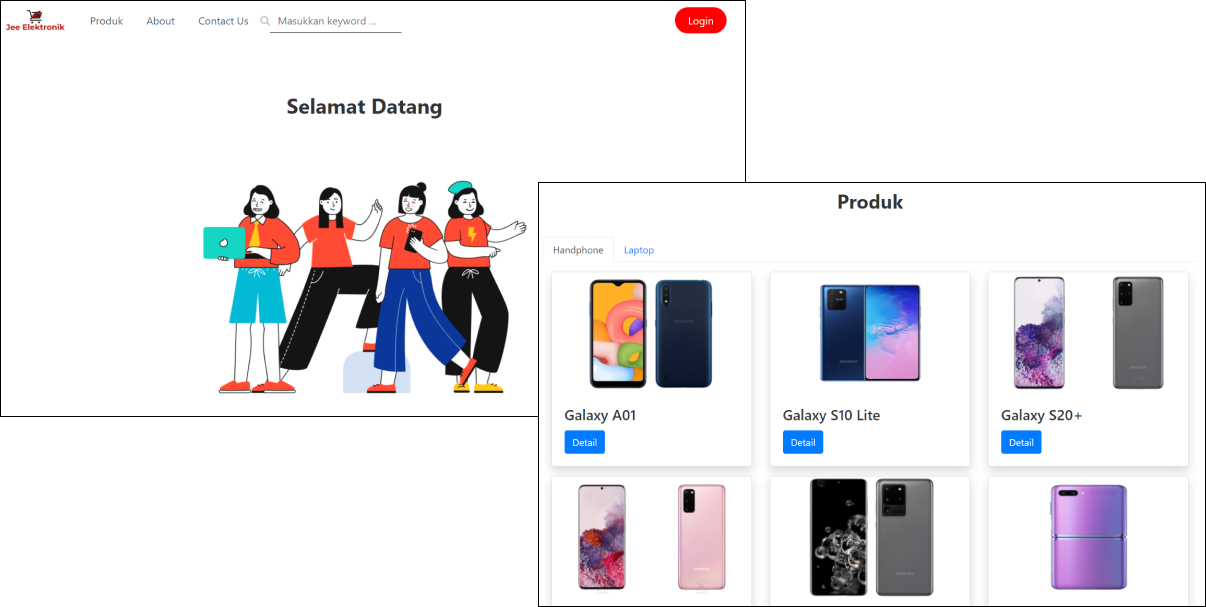 Jee Elektronik
Produk About Contact Us Masukkan keyword ... Login
Selamat Datang
Produk
Handphone Laptop
Galaxy A01
Detail
Galaxy S10 Lite
Detail
Galaxy S20+
Detail